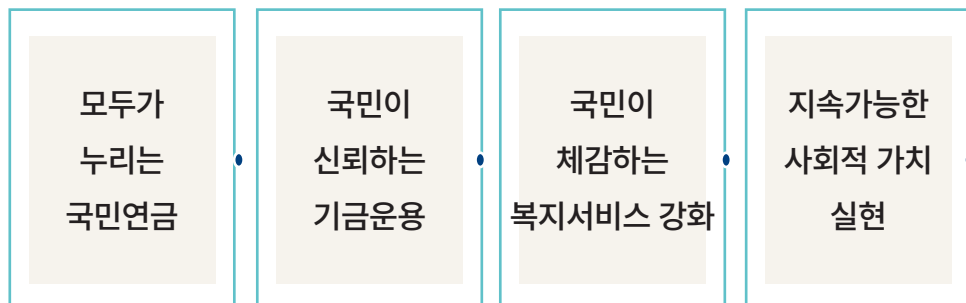 모두가
누리는
국민연금
국민이
신뢰하는
기금운용
국민이
체감하는
복지서비스 강화
지속가능한
사회적 가치
실현